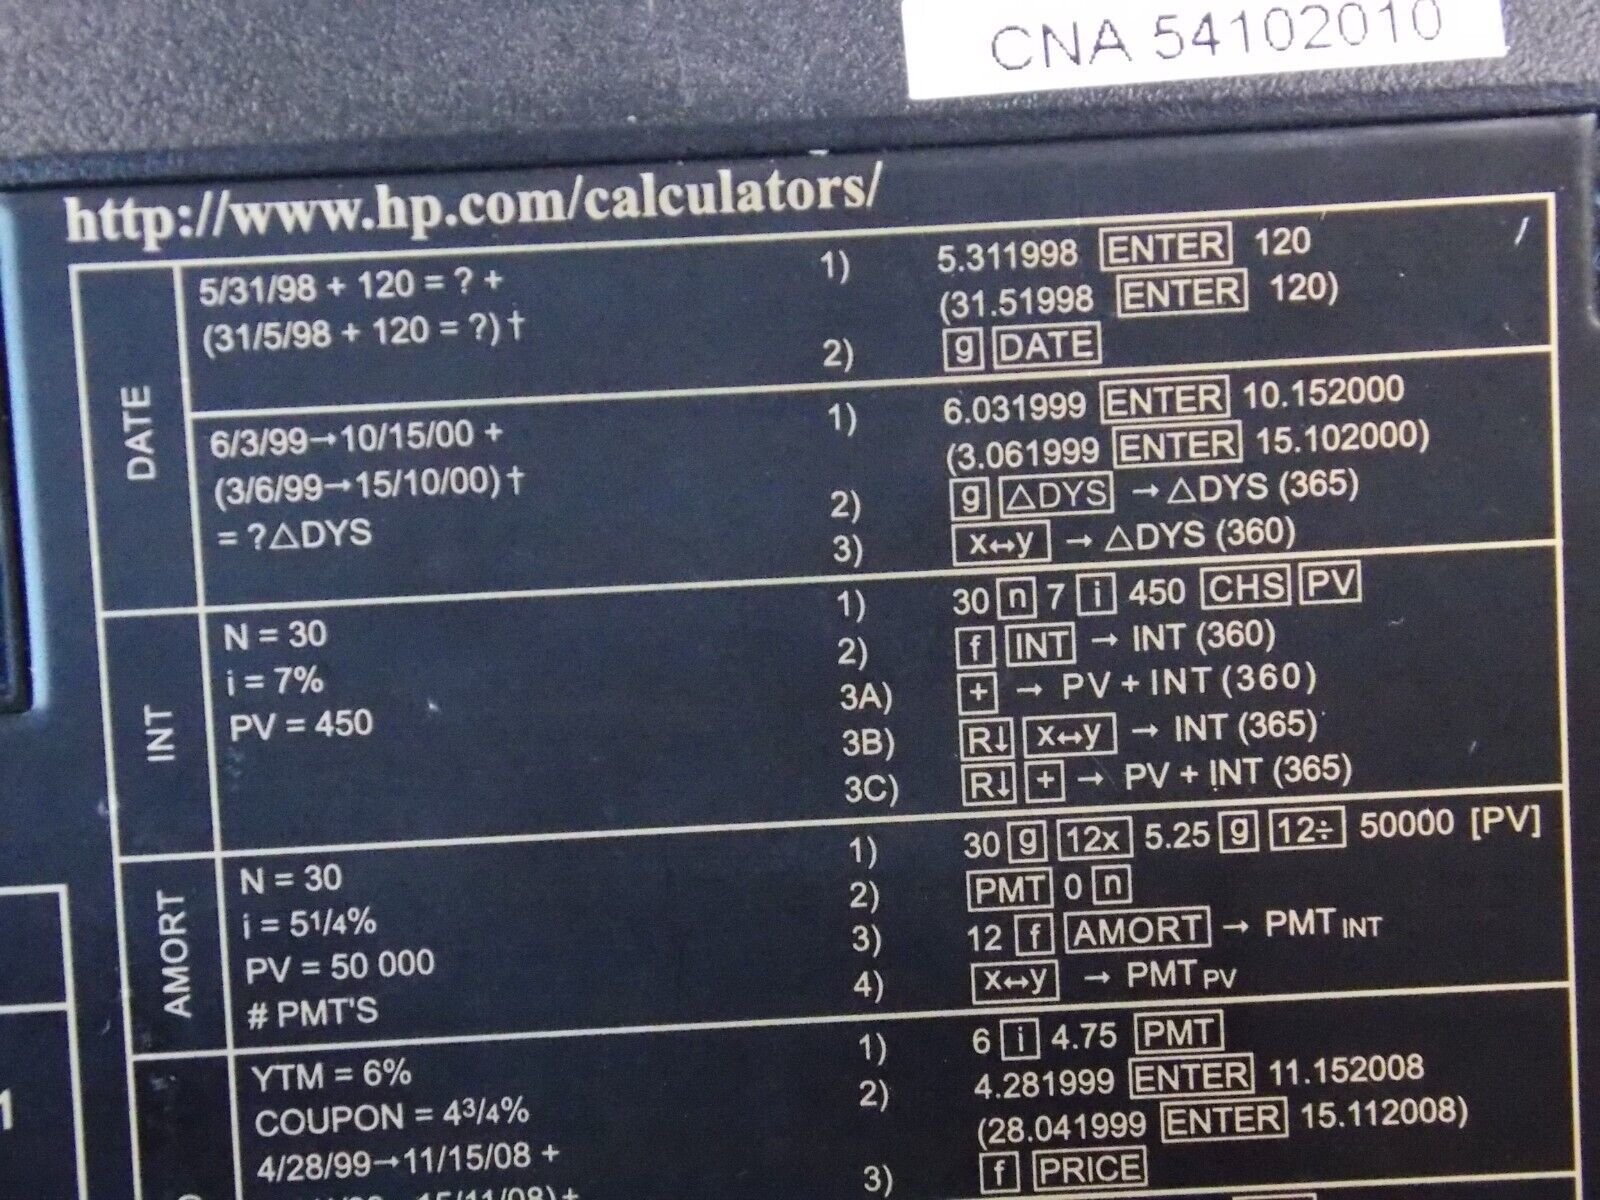 CNA 54102010
http://www.hp.com/calculators/
DATE
5/31/98 + 120 = ? +
(31/5/98 + 120 = ?) †
1) 5.311998 ENTER 120
(31.51998 ENTER 120)
2) g DATE
6/3/99→10/15/00 +
(3/6/99→15/10/00) †
= ?△DYS
1) 6.031999 ENTER 10.152000
(3.061999 ENTER 15.102000)
2) g △DYS → △DYS (365)
3) x↔y → △DYS (360)
INT
N = 30
i = 7%
PV = 450
1) 30 n 7 i 450 CHS PV
2) f INT → INT (360)
3A) + → PV + INT (360)
3B) R↓ x↔y → INT (365)
3C) R↓ + → PV + INT (365)
AMORT
N = 30
i = 51/4%
PV = 50 000
# PMT'S
1) 30 g 12x 5.25 g 12÷ 50000 [PV]
2) PMT 0 n
3) 12 f AMORT → PMT INT
4) x↔y → PMT PV
YTM = 6%
COUPON = 43/4%
4/28/99→11/15/08 +
1) 6 i 4.75 PMT
2) 4.281999 ENTER 11.152008
(28.041999 ENTER 15.112008)
3) f PRICE
1